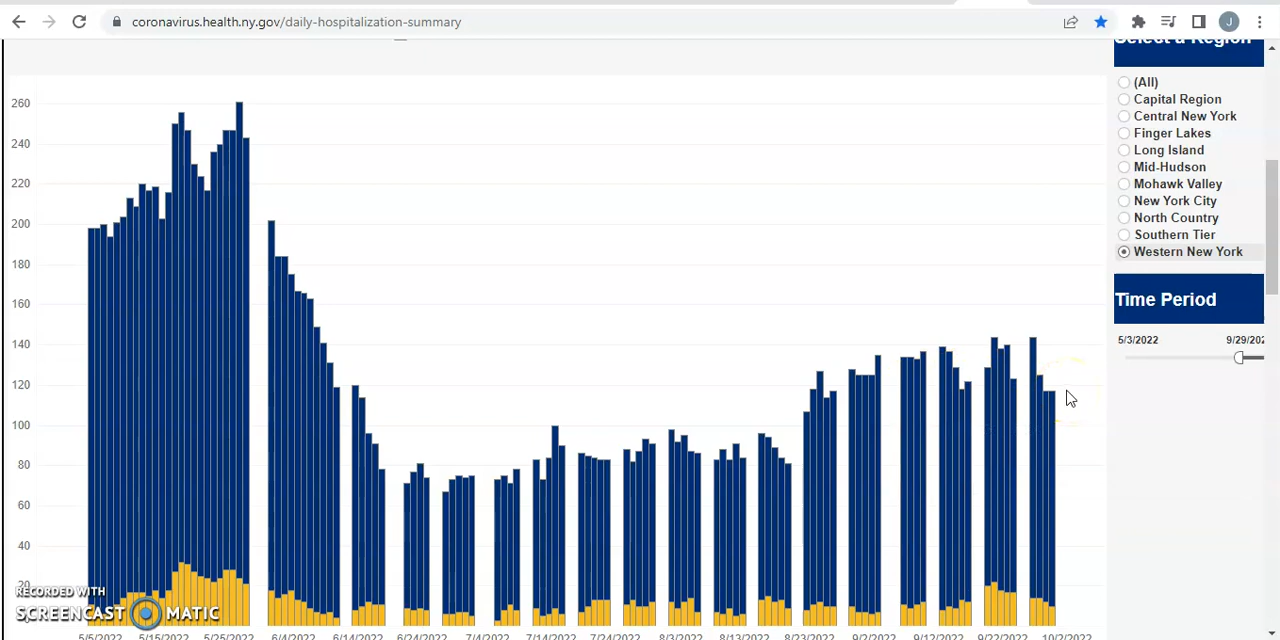 coronavirus.health.ny.gov/daily-hospitalization-summary
J
Select a Region
(All)
Capital Region
Central New York
Finger Lakes
Long Island
Mid-Hudson
Mohawk Valley
New York City
North Country
Southern Tier
Western New York
Time Period
5/3/2022 9/29/202
260
240
220
200
180
160
140
120
100
80
60
40
20
RECORDED WITH
SCREENCAST MATIC
5/5/2022 5/15/2022 5/25/2022 6/4/2022 6/14/2022 6/24/2022 7/4/2022 7/14/2022 7/24/2022 8/3/2022 8/13/2022 8/23/2022 9/2/2022 9/12/2022 9/22/2022 10/2/2022